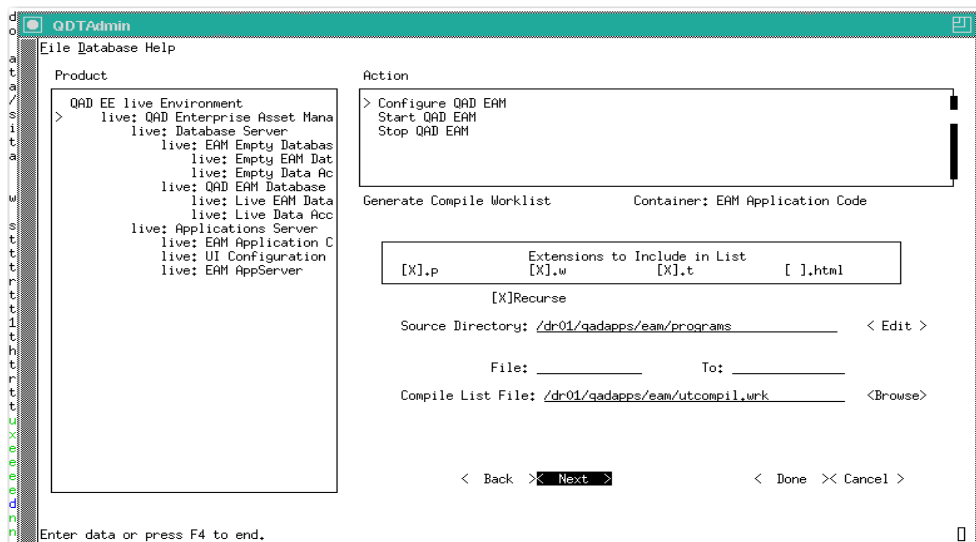 QDTAdmin
File Database Help
Product
QAD EE live Environment
> live: QAD Enterprise Asset Mana
live: Database Server
live: EAM Empty Databas
live: Empty EAM Dat
live: Empty Data Ac
live: QAD EAM Database
live: Live EAM Data
live: Live Data Acc
live: Applications Server
live: EAM Application C
live: UI Configuration
live: EAM AppServer
Action
> Configure QAD EAM
Start QAD EAM
Stop QAD EAM
Generate Compile Worklist Container: EAM Application Code
Extensions to Include in List
[X].p [X].w [X].t [ ].html
[X]Recurse
Source Directory: /dr01/qadapps/eam/programs < Edit >
File: To:
Compile List File: /dr01/qadapps/eam/utcompil.wrk <Browse>
< Back >< Next > < Done >< Cancel >
Enter data or press F4 to end.